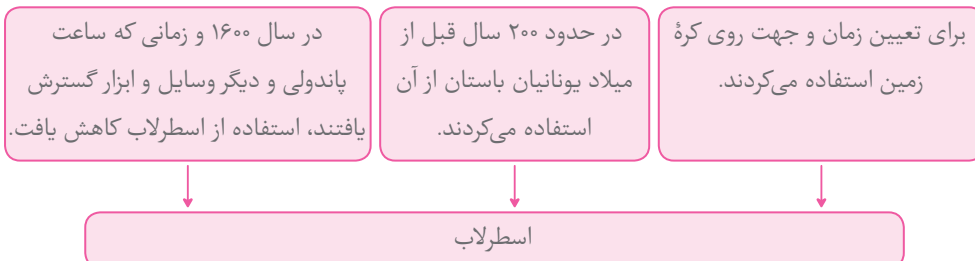 برای تعیین زمان و جهت روی کرۀ
زمین استفاده می‌کردند.
در حدود ۲۰۰ سال قبل از
میلاد یونانیان باستان از آن
استفاده می‌کردند.
در سال ۱۶۰۰ و زمانی که ساعت
پاندولی و دیگر وسایل و ابزار گسترش
یافتند، استفاده از اسطرلاب کاهش یافت.
اسطرلاب